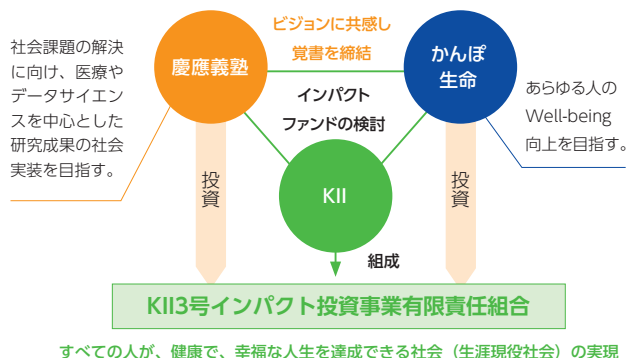 ビジョンに共感し
覚書を締結
社会課題の解決
に向け、医療や
データサイエン
スを中心とした
研究成果の社会
実装を目指す。
慶應義塾
かんぽ
生命
あらゆる人の
Well-being
向上を目指す。
インパクト
ファンドの検討
KII
投資
投資
組成
KII3号インパクト投資事業有限責任組合
すべての人が、健康で、幸福な人生を達成できる社会（生涯現役社会）の実現